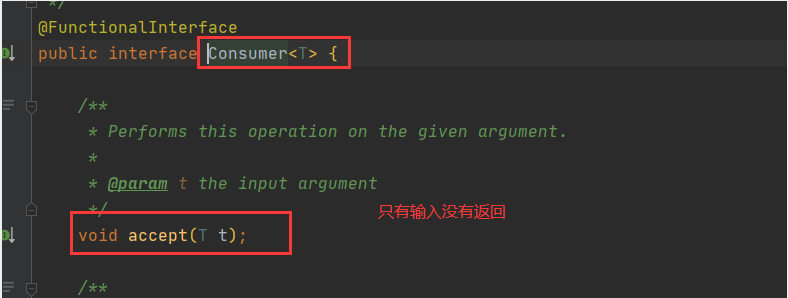 */
@FunctionalInterface
public interface Consumer<T> {
/**
* Performs this operation on the given argument.
*
* @param t the input argument
*/
只有输入没有返回
void accept(T t);
/**